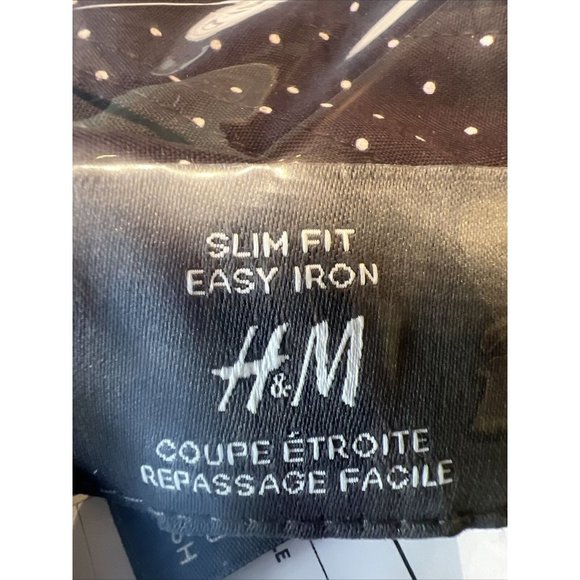 SLIM FIT
EASY IRON
H&M
COUPE ÉTROITE
REPASSAGE FACILE